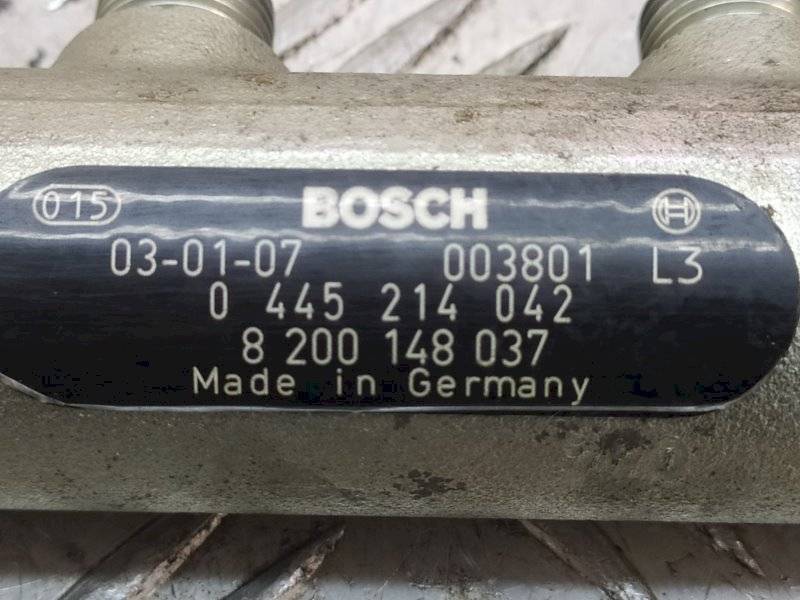 015 BOSCH H
03-01-07 003801 L3
0 445 214 042
8 200 148 037
Made in Germany